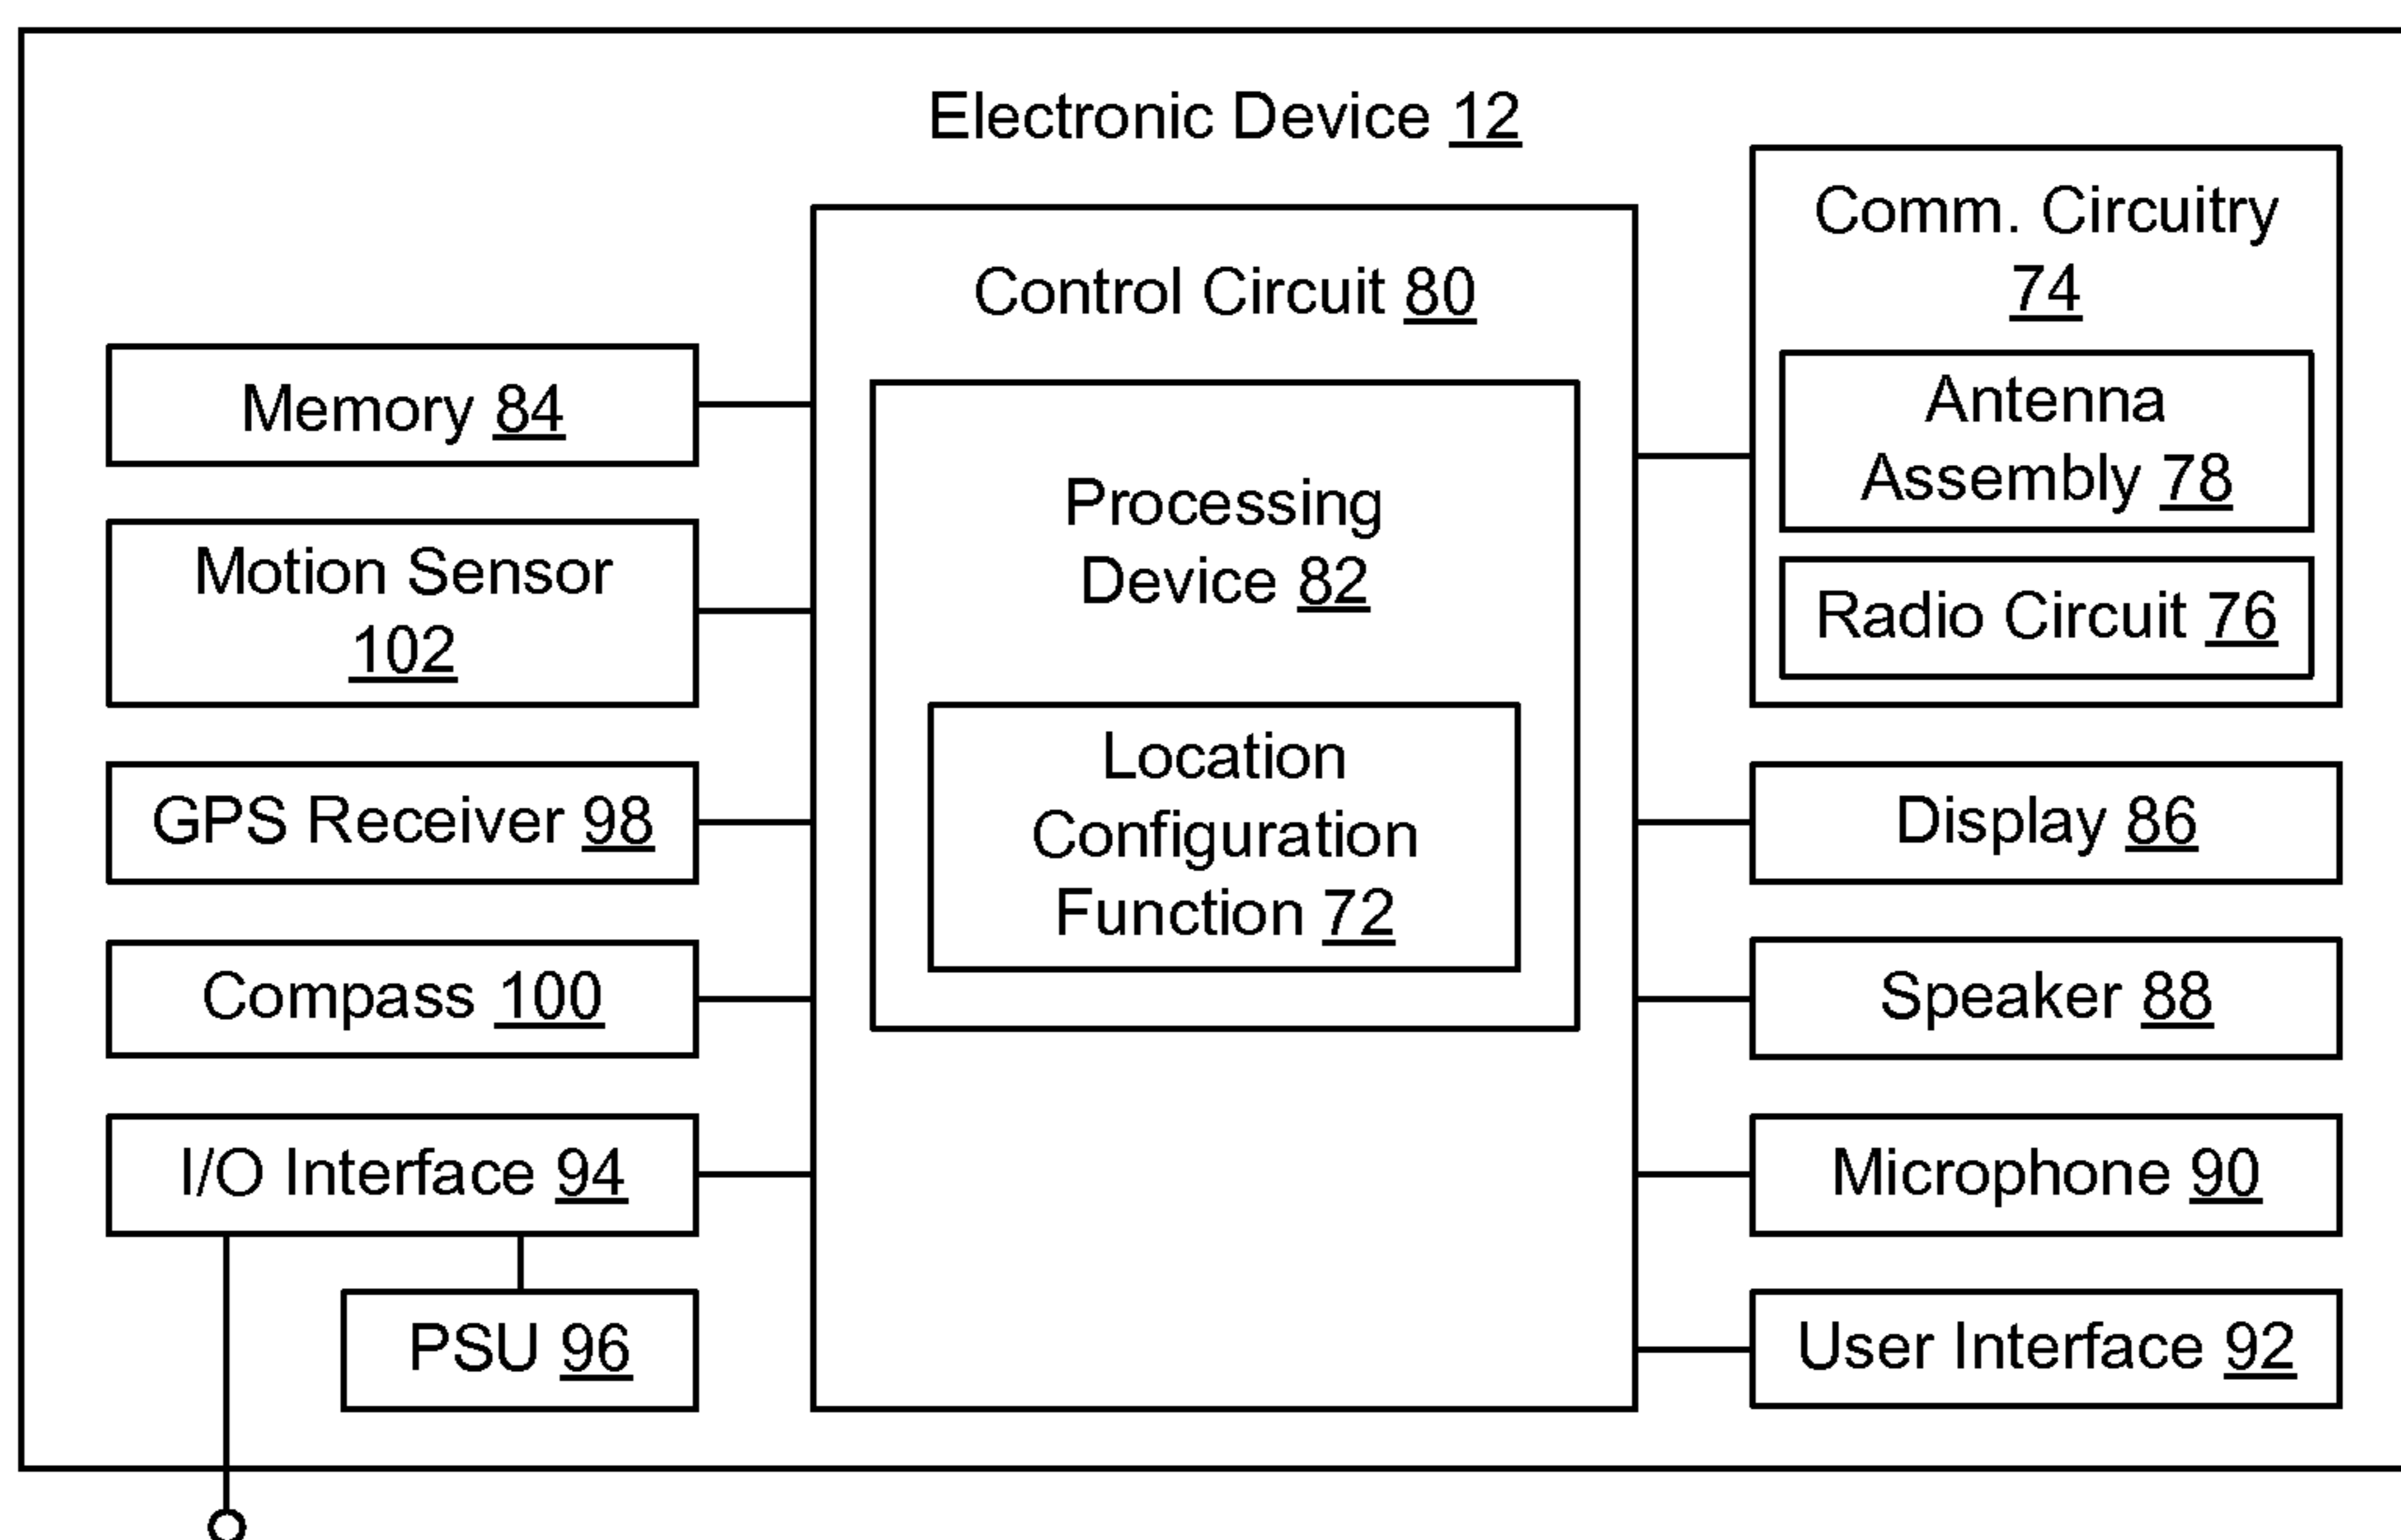 Electronic Device 12
Control Circuit 80
Processing
Device 82
Location
Configuration
Function 72
Memory 84
Motion Sensor
102
GPS Receiver 98
Compass 100
I/O Interface 94
PSU 96
Comm. Circuitry
74
Antenna
Assembly 78
Radio Circuit 76
Display 86
Speaker 88
Microphone 90
User Interface 92